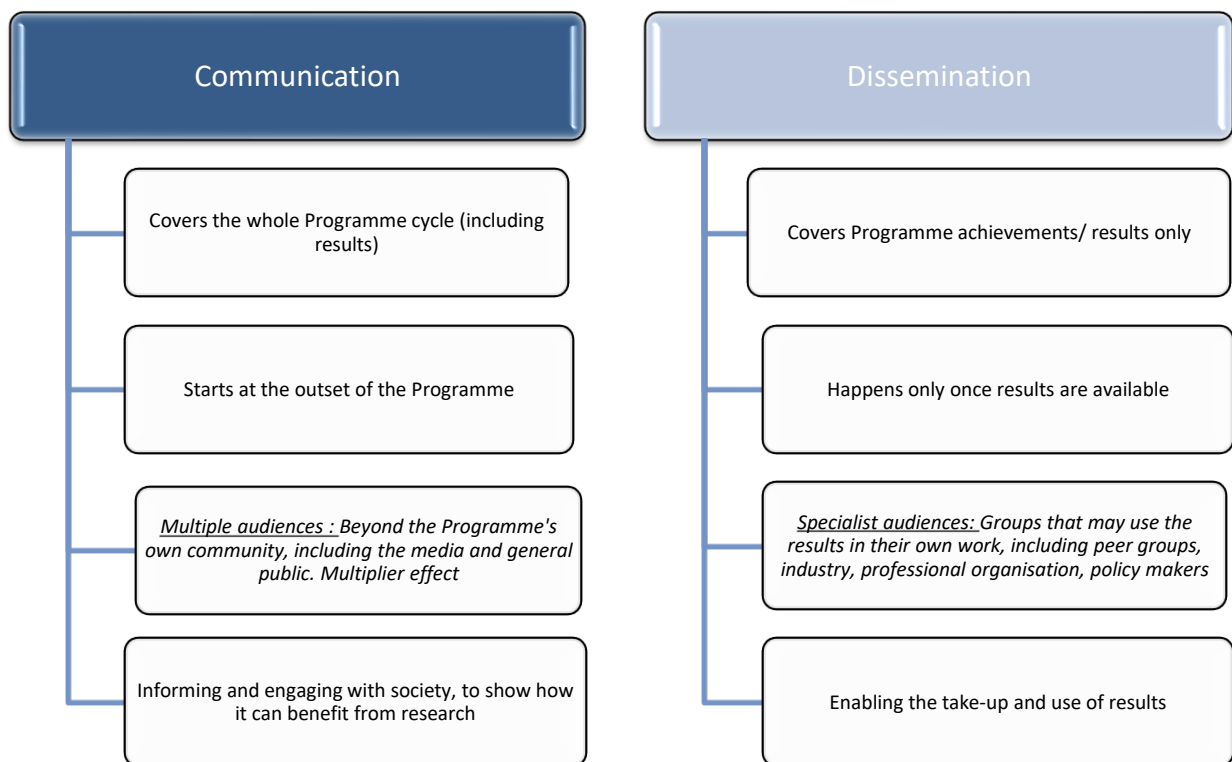 Communication
Covers the whole Programme cycle (including
results)
Starts at the outset of the Programme
Multiple audiences : Beyond the Programme's
own community, including the media and general
public. Multiplier effect
Informing and engaging with society, to show how
it can benefit from research
Dissemination
Covers Programme achievements/ results only
Happens only once results are available
Specialist audiences: Groups that may use the
results in their own work, including peer groups,
industry, professional organisation, policy makers
Enabling the take-up and use of results